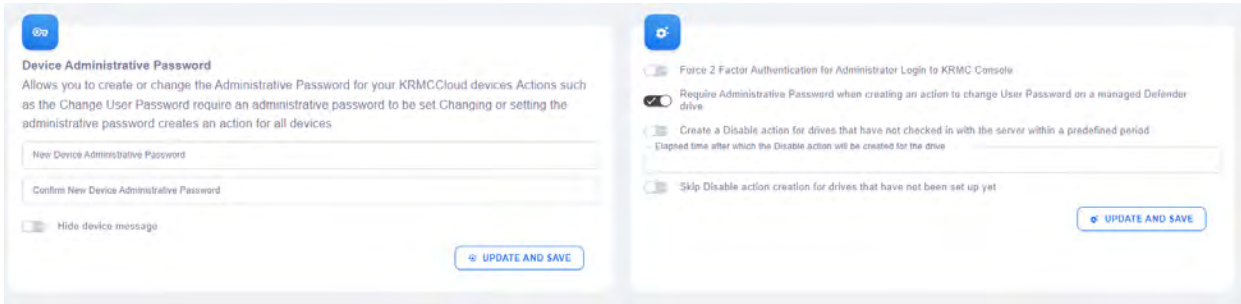 Device Administrative Password
Allows you to create or change the Administrative Password for your KRMCCloud devices Actions such
as the Change User Password require an administrative password to be set Changing or setting the
administrative password creates an action for all devices
New Device Administrative Password
Confirm New Device Administrative Password
Hide device message
UPDATE AND SAVE
Force 2 Factor Authentication for Administrator Login to KRMC Console
Require Administrative Password when creating an action to change User Password on a managed Defender
drive
Create a Disable action for drives that have not checked in with the server within a predefined period
Elapsed time after which the Disable action will be created for the drive
Skip Disable action creation for drives that have not been set up yet
UPDATE AND SAVE